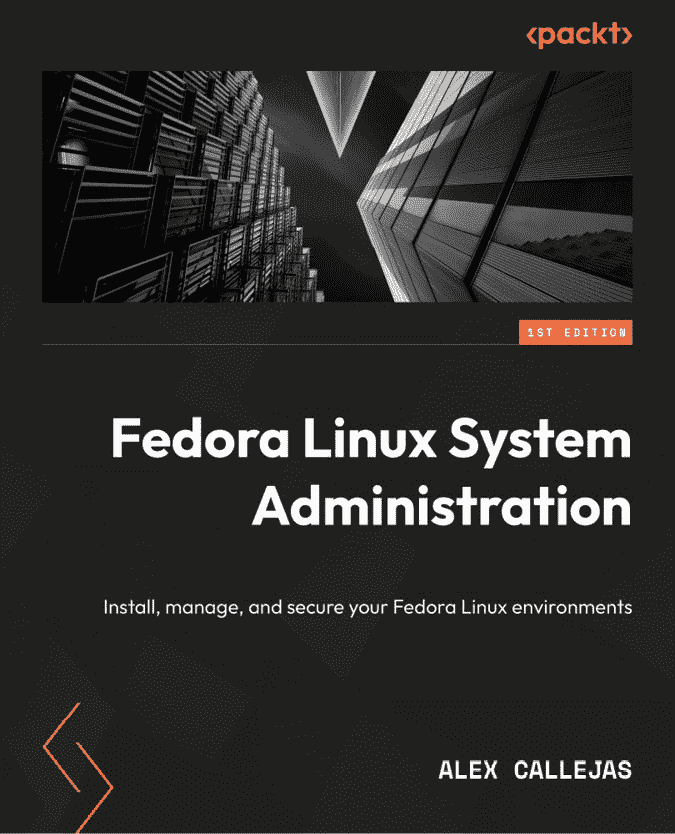 <packt>
1ST EDITION
Fedora Linux System
Administration
Install, manage, and secure your Fedora Linux environments
ALEX CALLEJAS